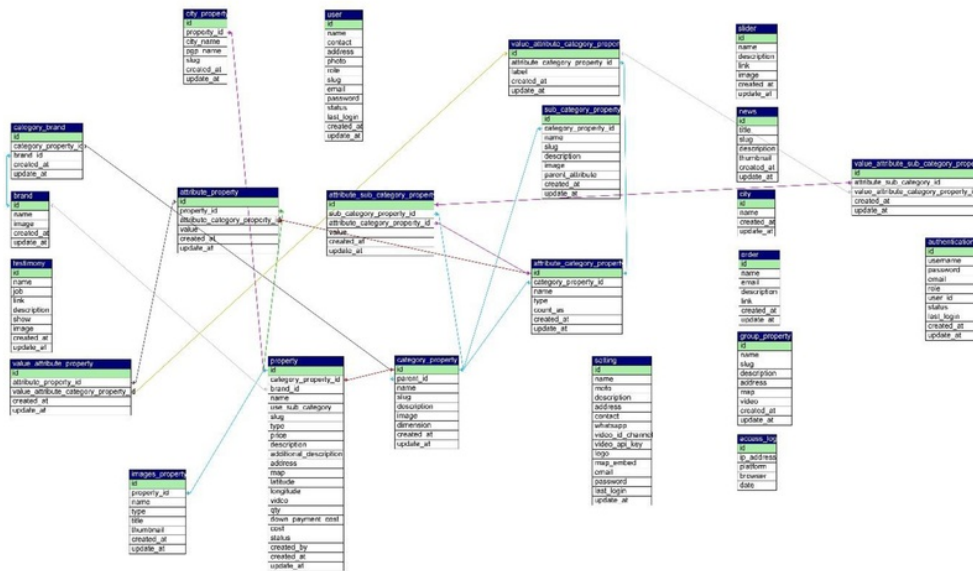 city_property
id
property_id
city_name
pgp_name
slug
created_at
update_at
user
id
name
contact
address
photo
role
slug
email
password
status
last_login
created_at
update_at
value_attribute_category_propert
id
attribute_category_property_id
label
created_at
update_at
slider
id
name
description
link
image
created_at
update_at
sub_category_property
id
category_property_id
name
slug
description
image
parent_attribute
created_at
update_at
news
id
title
slug
description
thumbnail
created_at
update_at
category_brand
id
category_property_id
brand_id
created_at
update_at
value_attribute_sub_category_prope
id
attribute_sub_category_id
value_attribute_category_property_id
created_at
update_at
brand
id
name
image
created_at
update_at
attribute_property
id
property_id
attribute_category_property_id
value
created_at
update_at
attribute_sub_category_property
id
sub_category_property_id
attribute_category_property_id
value
created_at
update_at
city
id
name
created_at
update_at
authentication
id
username
password
email
role
user_id
status
last_login
created_at
update_at
testimony
id
name
job
link
description
show
image
created_at
update_at
attribute_category_property
id
category_property_id
name
type
count_as
created_at
update_at
order
id
name
email
description
link
created_at
update_at
value_attribute_property
id
attribute_property_id
value_attribute_category_property_id
created_at
update_at
property
id
category_property_id
brand_id
name
use_sub_category
slug
type
price
description
additional_description
address
map
latitude
longitude
video
qty
down_payment_cost
cost
status
created_by
created_at
update_at
category_property
id
parent_id
name
slug
description
image
dimension
created_at
update_at
setting
id
name
moto
description
address
contact
whatsapp
video_id_channel
video_api_key
logo
map_embed
email
password
last_login
update_at
group_property
id
name
slug
description
address
map
video
created_at
update_at
access_log
id
ip_address
platform
browser
date
images_property
id
property_id
name
type
title
thumbnail
created_at
update_at